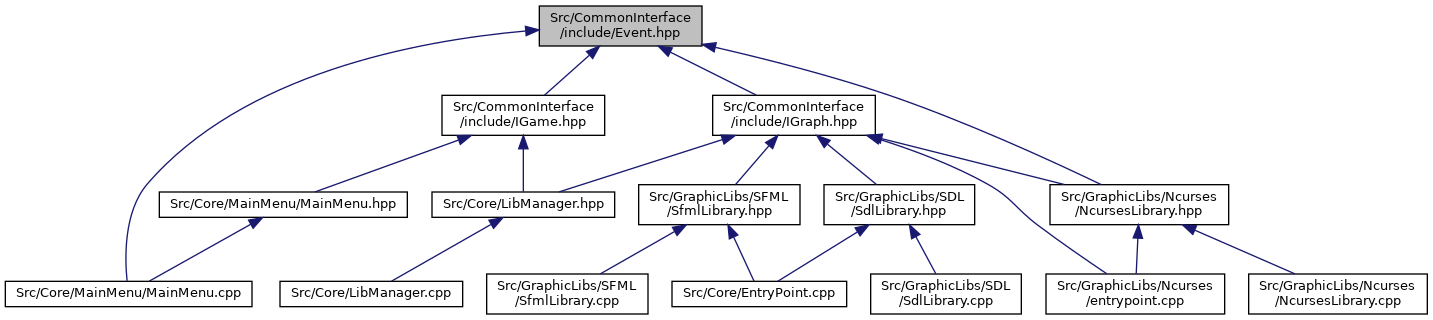 Src/CommonInterface
/include/Event.hpp
Src/CommonInterface
/include/IGame.hpp
Src/CommonInterface
/include/IGraph.hpp
Src/Core/MainMenu/MainMenu.hpp
Src/Core/LibManager.hpp
Src/GraphicLibs/SFML
/SfmlLibrary.hpp
Src/GraphicLibs/SDL
/SdlLibrary.hpp
Src/GraphicLibs/Ncurses
/NcursesLibrary.hpp
Src/Core/MainMenu/MainMenu.cpp
Src/Core/LibManager.cpp
Src/GraphicLibs/SFML
/SfmlLibrary.cpp
Src/Core/EntryPoint.cpp
Src/GraphicLibs/SDL
/SdlLibrary.cpp
Src/GraphicLibs/Ncurses
/entrypoint.cpp
Src/GraphicLibs/Ncurses
/NcursesLibrary.cpp